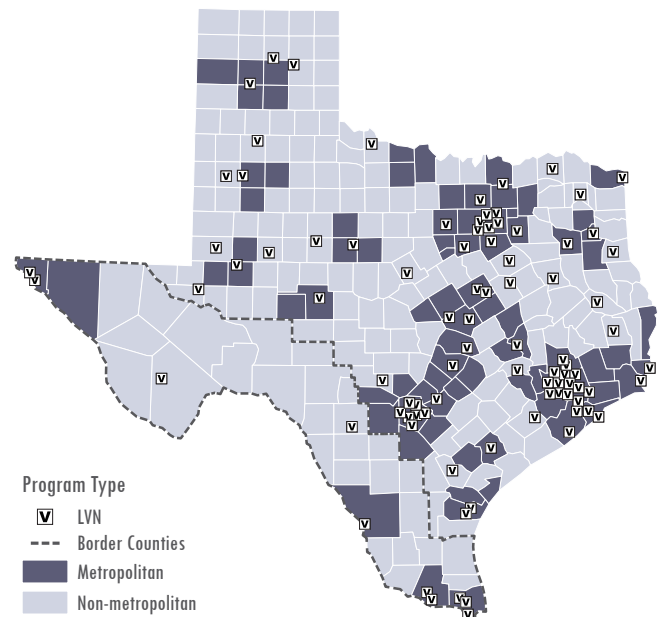 Program Type
V LVN
Border Counties
Metropolitan
Non-metropolitan